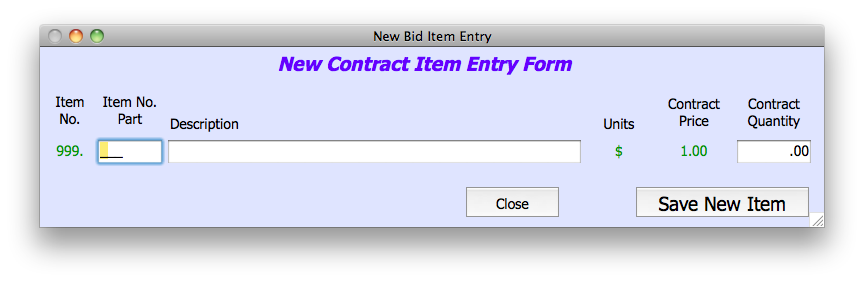 New Bid Item Entry
New Contract Item Entry Form
Item No.
Item No. Part
Description
Units
Contract Price
Contract Quantity
999.
___
$
1.00
.00
Close
Save New Item